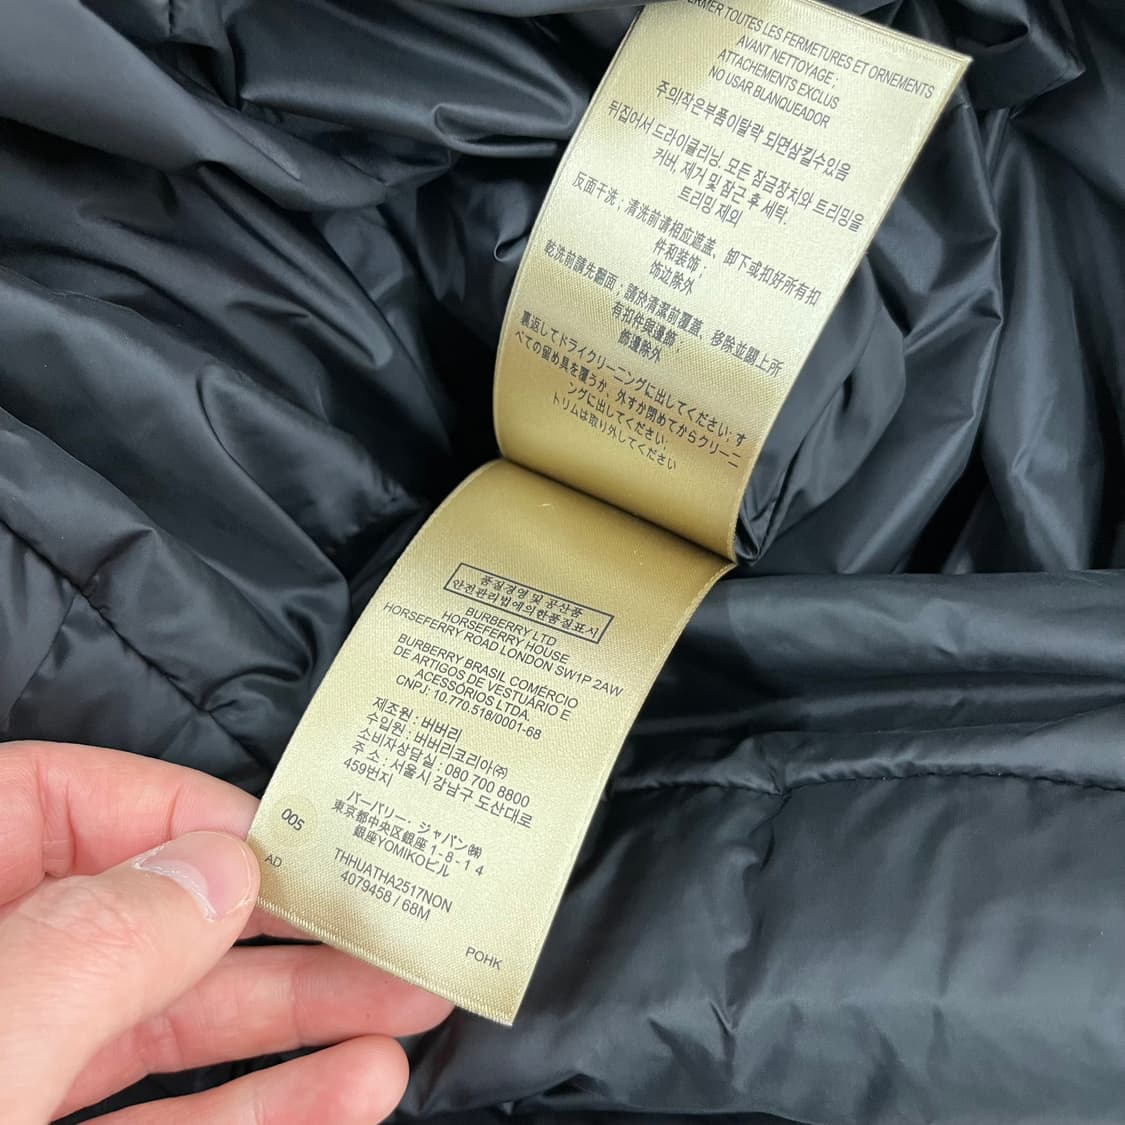 FERMER TOUTES LES FERMETURES ET ORNEMENTS
AVANT NETTOYAGE ;
ATTACHEMENTS EXCLUS
NO USAR BLANQUEADOR
주의!작은부품이탈락 되면삼킬수있음
뒤집어서 드라이클리닝. 모든 잠금장치와 트리밍을
커버, 제거 및 잠근 후 세탁.
트리밍 제외
反面干洗；清洗前请相应遮盖、卸下或扣好所有扣
件和装饰；
饰边除外
乾洗前請先翻面；請於清潔前覆蓋、移除並闔上所
有扣件與邊飾；
飾邊除外
裏返してドライクリーニングに出してください; す
べての留め具を覆うか、外すか閉めてからクリーニ
ングに出してください;
トリムは取り外してください
품질경영 및 공산품
안전관리법에의한품질표시
BURBERRY LTD
HORSEFERRY HOUSE
HORSEFERRY ROAD LONDON SW1P 2AW
BURBERRY BRASIL COMÉRCIO
DE ARTIGOS DE VESTUÁRIO E
ACESSÓRIOS LTDA.
CNPJ: 10.770.518/0001-68
제조원 : 버버리
수입원 : 버버리코리아㈜
소비자상담실 : 080 700 8800
주 소 : 서울시 강남구 도산대로
459번지
バーバリー・ジャパン㈱
東京都中央区銀座 1-8-14
銀座YOMIKOビル
THHUATHA2517NON
4079458 / 68M
005
AD
POHK